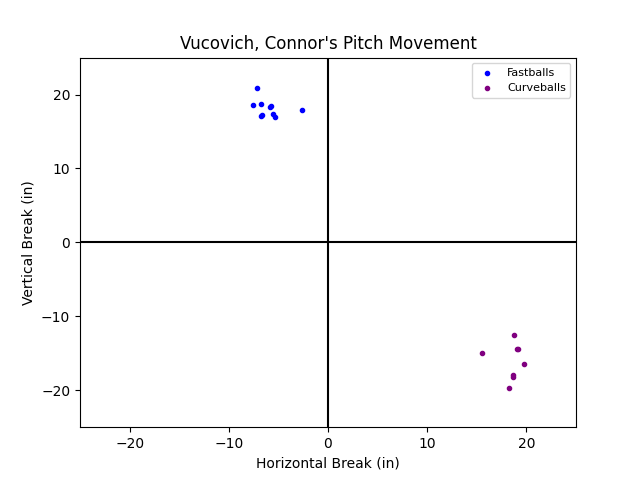 Vucovich, Connor's Pitch Movement
Fastballs
Curveballs
20
10
0
−10
−20
Vertical Break (in)
−20 −10 0 10 20
Horizontal Break (in)